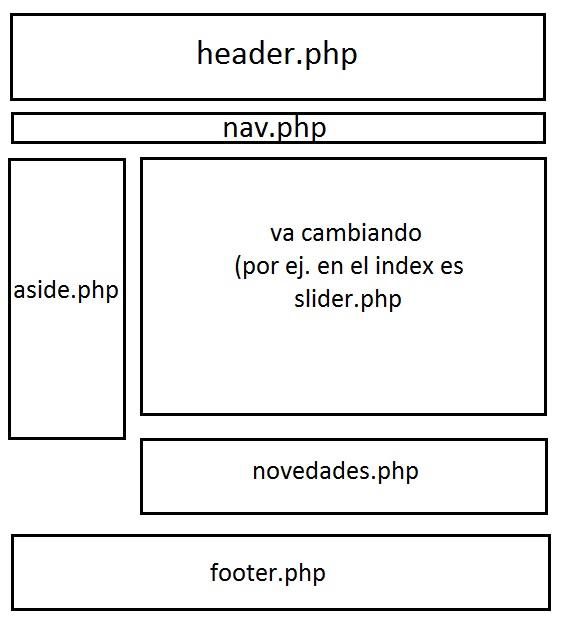 header.php
nav.php
aside.php
va cambiando
(por ej. en el index es
slider.php
novedades.php
footer.php